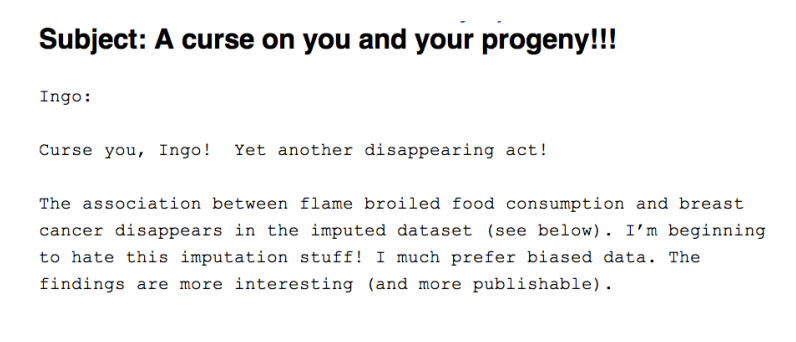 Subject: A curse on you and your progeny!!!
Ingo:
Curse you, Ingo!  Yet another disappearing act!
The association between flame broiled food consumption and breast
cancer disappears in the imputed dataset (see below). I’m beginning
to hate this imputation stuff! I much prefer biased data. The
findings are more interesting (and more publishable).